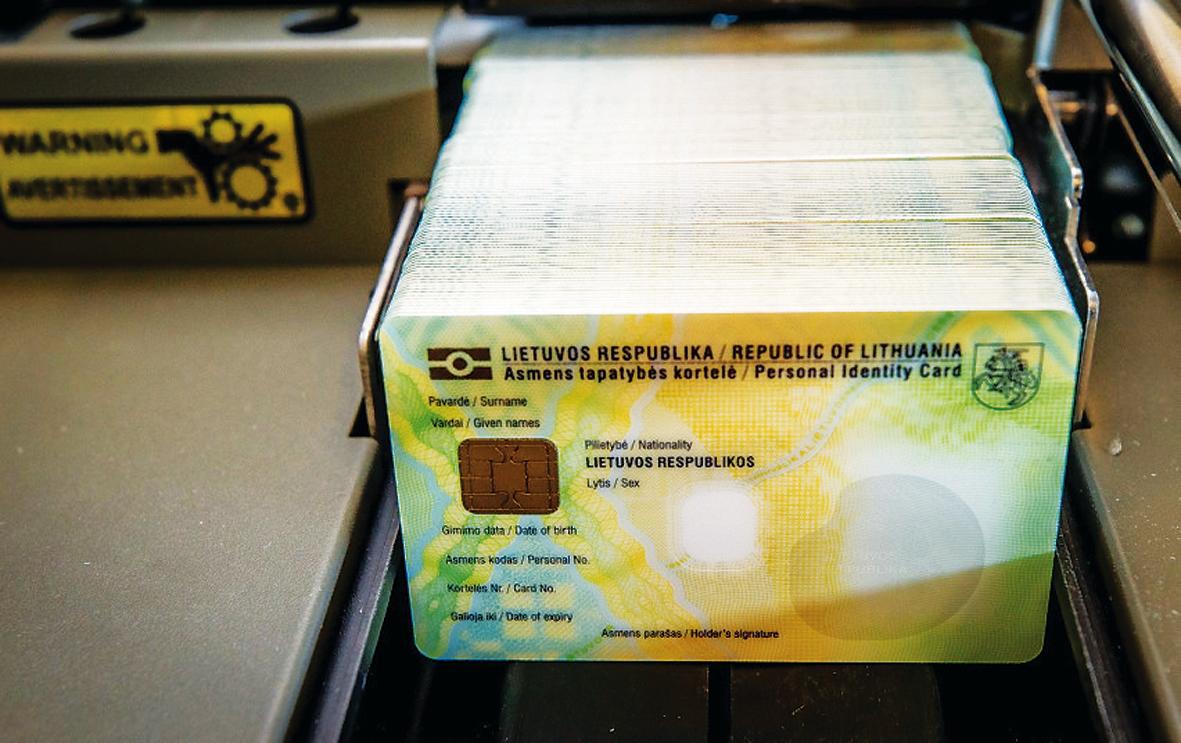 WARNING
AVERTISSEMENT
LIETUVOS RESPUBLIKA / REPUBLIC OF LITHUANIA
Asmens tapatybės kortelė / Personal Identity Card
Pavardė / Surname
Vardai / Given names
Pilietybė / Nationality
LIETUVOS RESPUBLIKOS
Lytis / Sex
Gimimo data / Date of birth
Asmens kodas / Personal No.
Kortelės Nr. / Card No.
Galioja iki / Date of expiry
Asmens parašas / Holder's signature